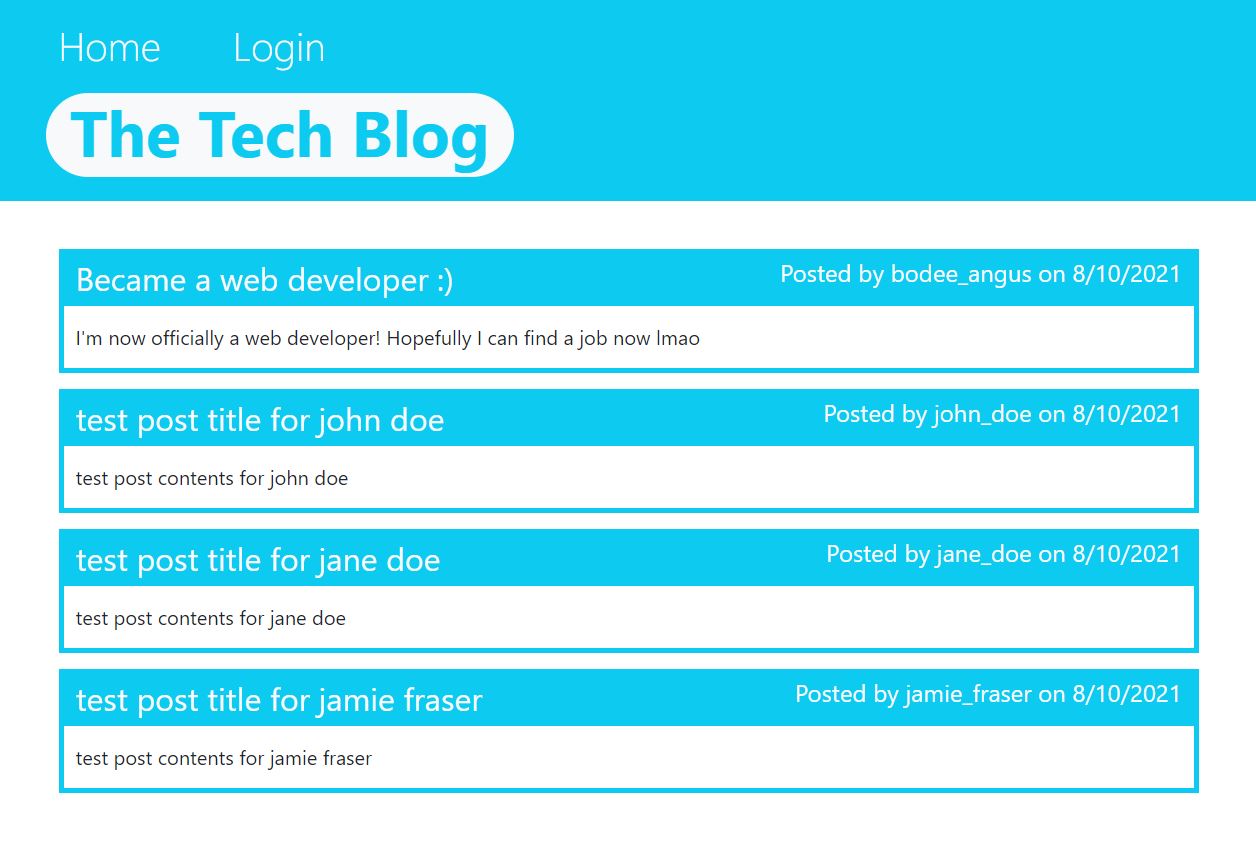 Home Login
The Tech Blog
Became a web developer :) Posted by bodee_angus on 8/10/2021
I'm now officially a web developer! Hopefully I can find a job now lmao
test post title for john doe Posted by john_doe on 8/10/2021
test post contents for john doe
test post title for jane doe Posted by jane_doe on 8/10/2021
test post contents for jane doe
test post title for jamie fraser Posted by jamie_fraser on 8/10/2021
test post contents for jamie fraser